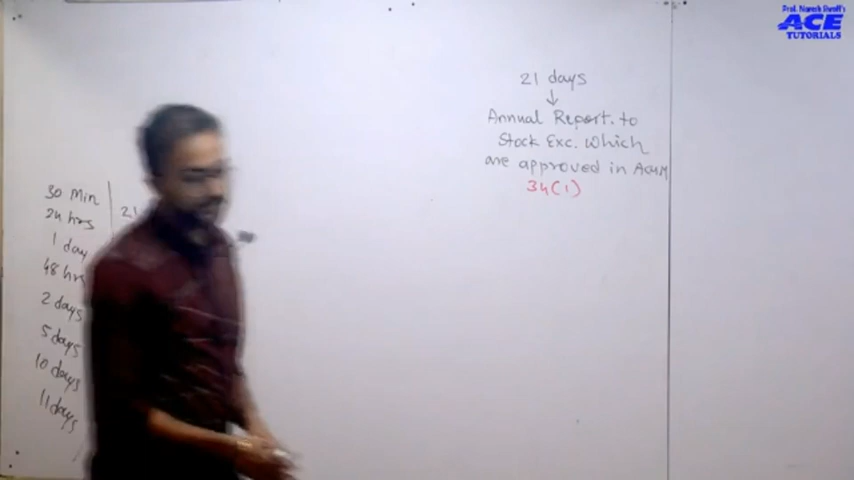 Prof. Naresh Shroff's
ACE
TUTORIALS
21 days
↓
Annual Report. to
Stock Exc. which
are approved in AGM
34(1)
30 Min
24 hrs
1 day
48 hrs
2 days
5 days
10 days
11 days
21